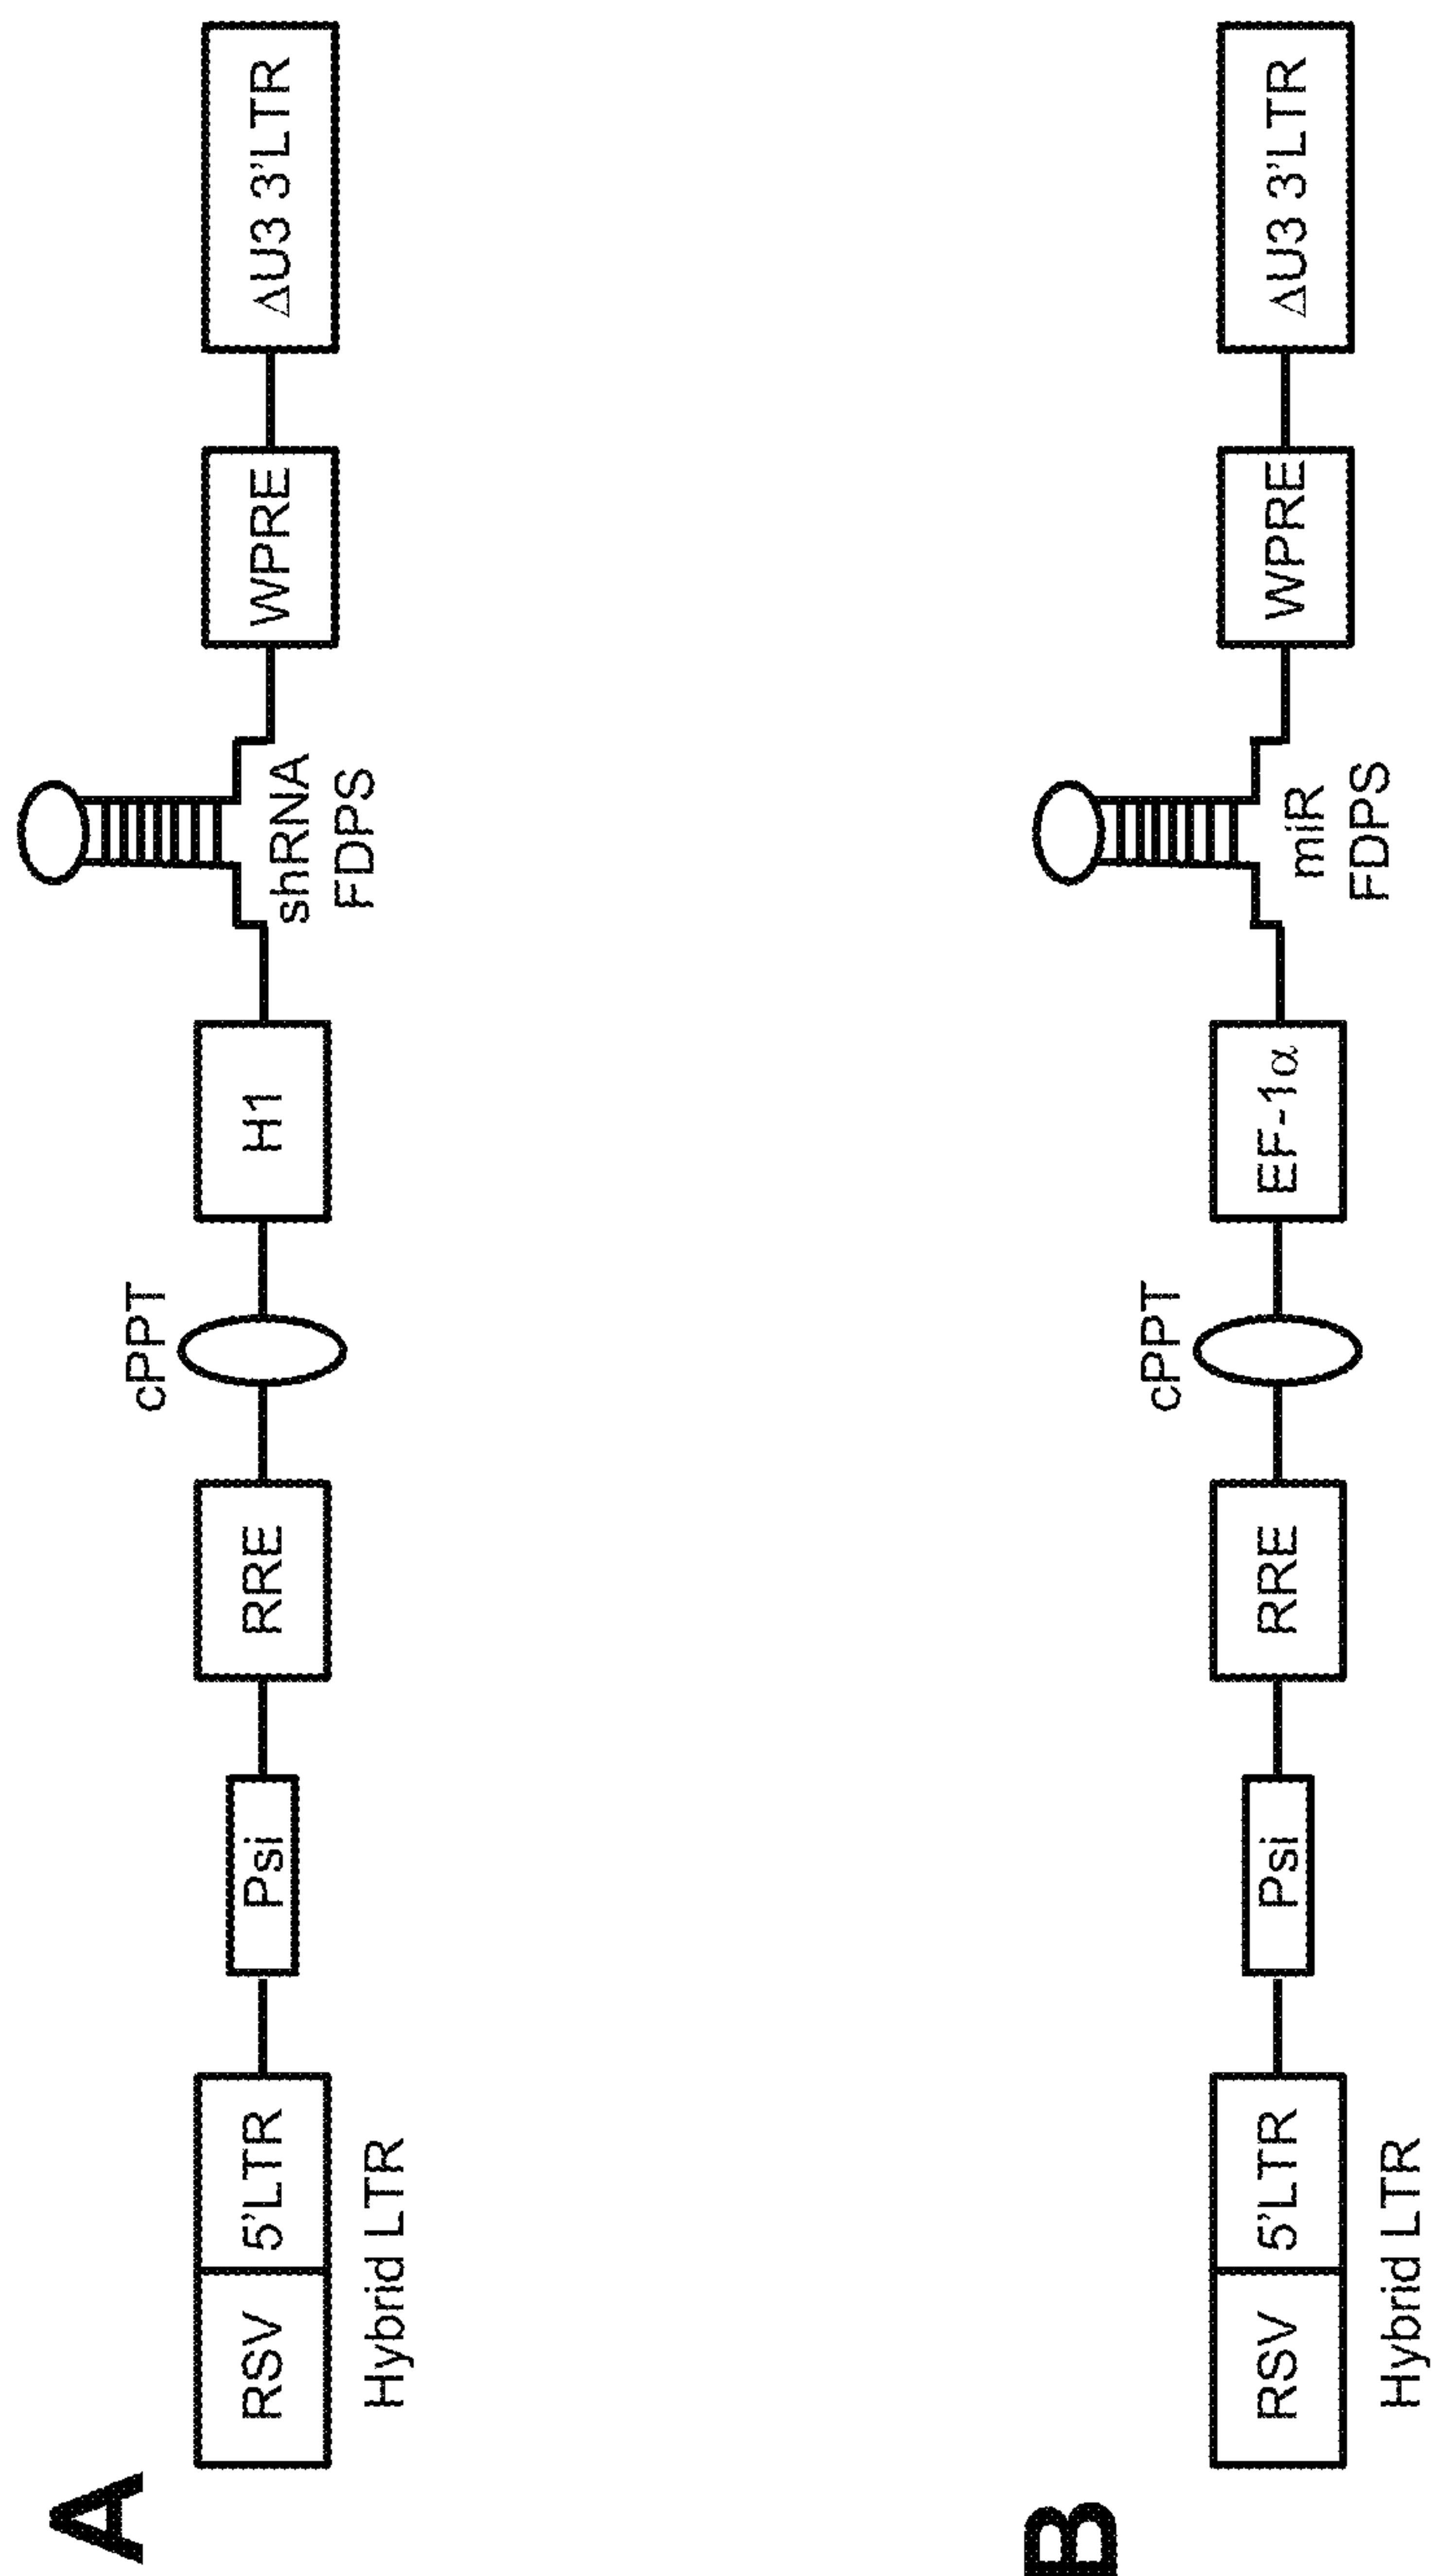 A
cPPT
RSV
5'LTR
Psi
RRE
H1
shRNA
FDPS
WPRE
ΔU3 3'LTR
Hybrid LTR
B
cPPT
RSV
5'LTR
Psi
RRE
EF-1α
miR
FDPS
WPRE
ΔU3 3'LTR
Hybrid LTR